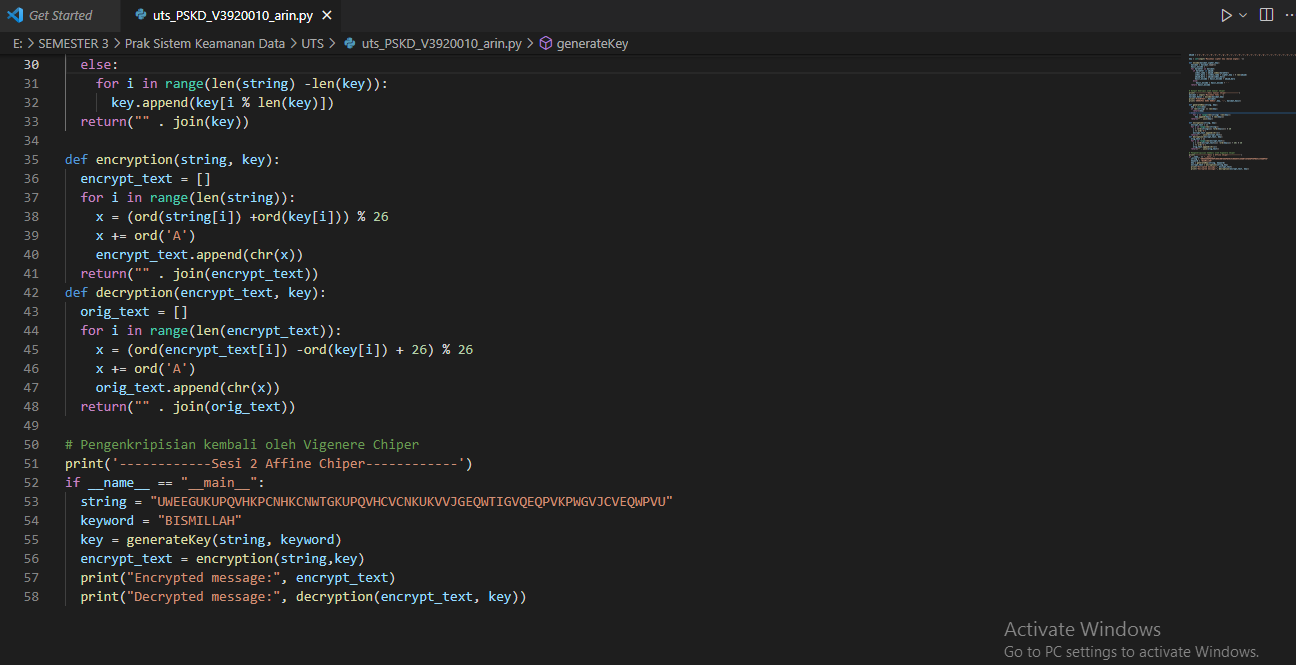 Get Started
uts_PSKD_V3920010_arin.py
E: > SEMESTER 3 > Prak Sistem Keamanan Data > UTS > uts_PSKD_V3920010_arin.py > generateKey
30 else:
31 for i in range(len(string) -len(key)):
32 key.append(key[i % len(key)])
33 return("" . join(key))
34
35 def encryption(string, key):
36 encrypt_text = []
37 for i in range(len(string)):
38 x = (ord(string[i]) +ord(key[i])) % 26
39 x += ord('A')
40 encrypt_text.append(chr(x))
41 return("" . join(encrypt_text))
42 def decryption(encrypt_text, key):
43 orig_text = []
44 for i in range(len(encrypt_text)):
45 x = (ord(encrypt_text[i]) -ord(key[i]) + 26) % 26
46 x += ord('A')
47 orig_text.append(chr(x))
48 return("" . join(orig_text))
49
50 # Pengenkripisian kembali oleh Vigenere Chiper
51 print('------------Sesi 2 Affine Chiper------------')
52 if __name__ == "__main__":
53 string = "UWEEGUKUPQVHKPCNHKCNWTGKUPQVHCVCNKUKVVJGEQWTIGVQEQPVKPWGVJCVEQWPVU"
54 keyword = "BISMILLAH"
55 key = generateKey(string, keyword)
56 encrypt_text = encryption(string,key)
57 print("Encrypted message:", encrypt_text)
58 print("Decrypted message:", decryption(encrypt_text, key))
Activate Windows
Go to PC settings to activate Windows.